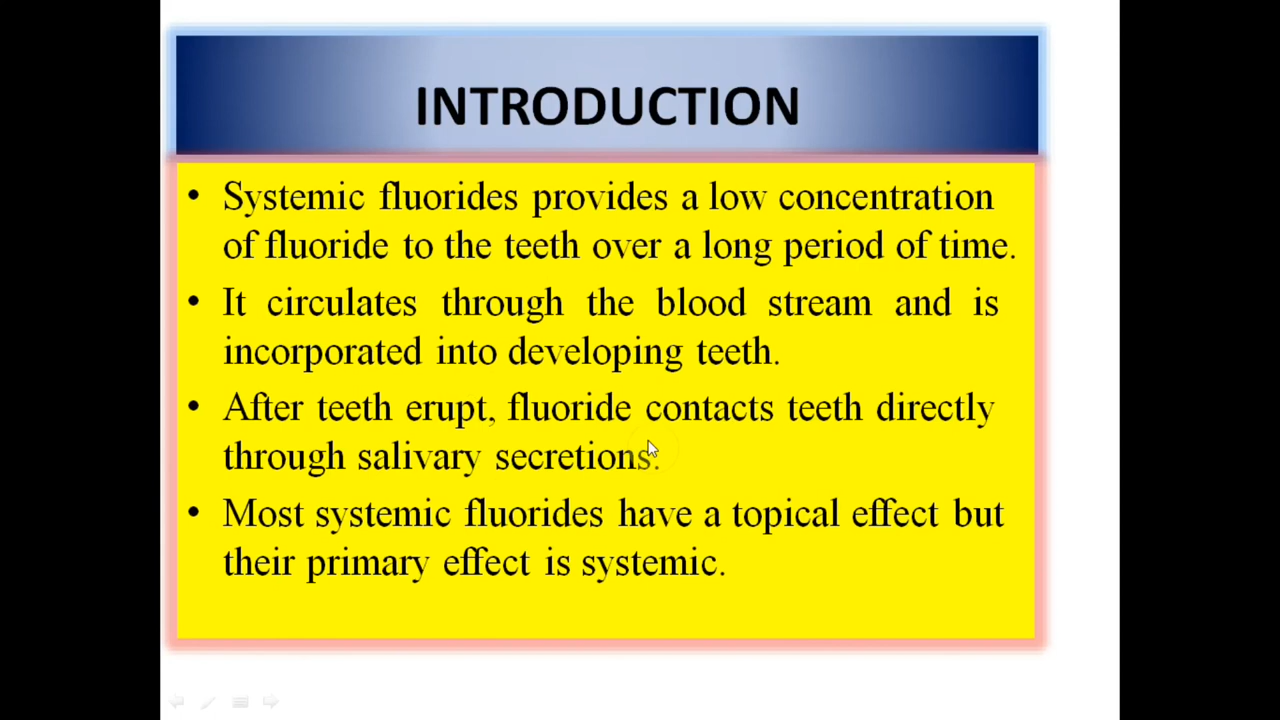 INTRODUCTION
• Systemic fluorides provides a low concentration
of fluoride to the teeth over a long period of time.
• It circulates through the blood stream and is
incorporated into developing teeth.
• After teeth erupt, fluoride contacts teeth directly
through salivary secretions.
• Most systemic fluorides have a topical effect but
their primary effect is systemic.